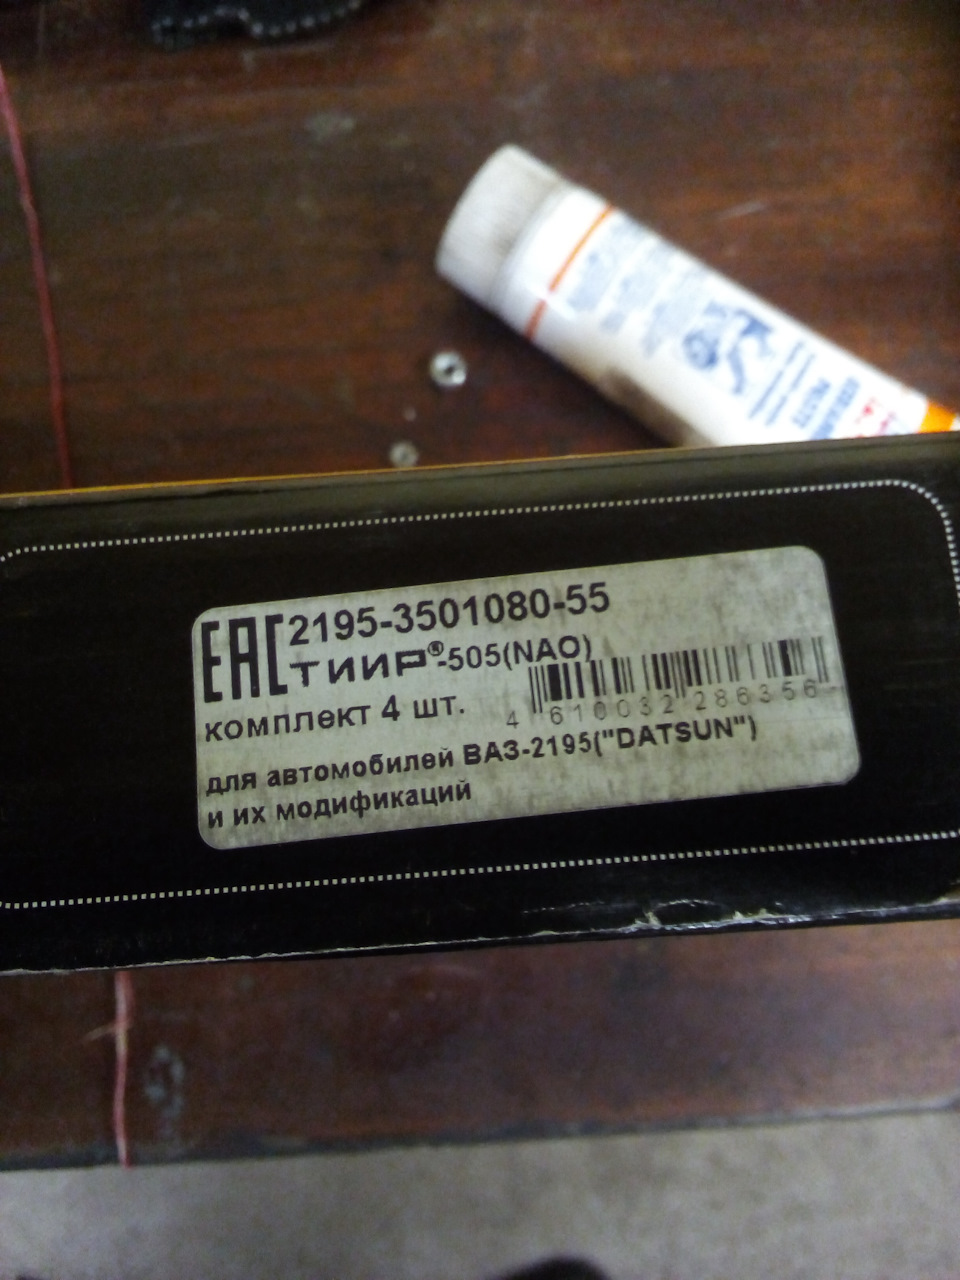 EAC 2195-3501080-55
ТИИР®-505(NAO)
комплект 4 шт.
4 610032 286356
для автомобилей ВАЗ-2195("DATSUN")
и их модификаций